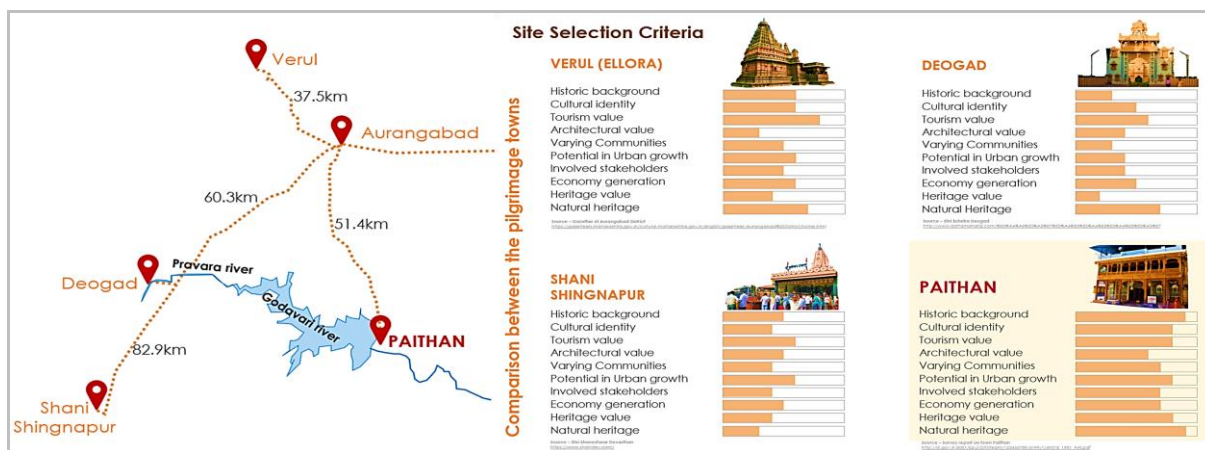 Verul
37.5km
Aurangabad
60.3km
51.4km
Pravara river
Deogad
Godavari river
PAITHAN
82.9km
Shani
Shingnapur
Comparison between the pilgrimage towns
Site Selection Criteria
VERUL (ELLORA)
Historic background
Cultural identity
Tourism value
Architectural value
Varying Communities
Potential in Urban growth
Involved stakeholders
Economy generation
Heritage value
Natural heritage
DEOGAD
Historic background
Cultural identity
Tourism value
Architectural value
Varying Communities
Potential in Urban growth
Involved stakeholders
Economy generation
Heritage value
Natural Heritage
SHANI
SHINGNAPUR
Historic background
Cultural identity
Tourism value
Architectural value
Varying Communities
Potential in Urban growth
Involved stakeholders
Economy generation
Heritage value
Natural heritage
PAITHAN
Historic background
Cultural identity
Tourism value
Architectural value
Varying Communities
Potential in Urban growth
Involved stakeholders
Economy generation
Heritage value
Natural heritage